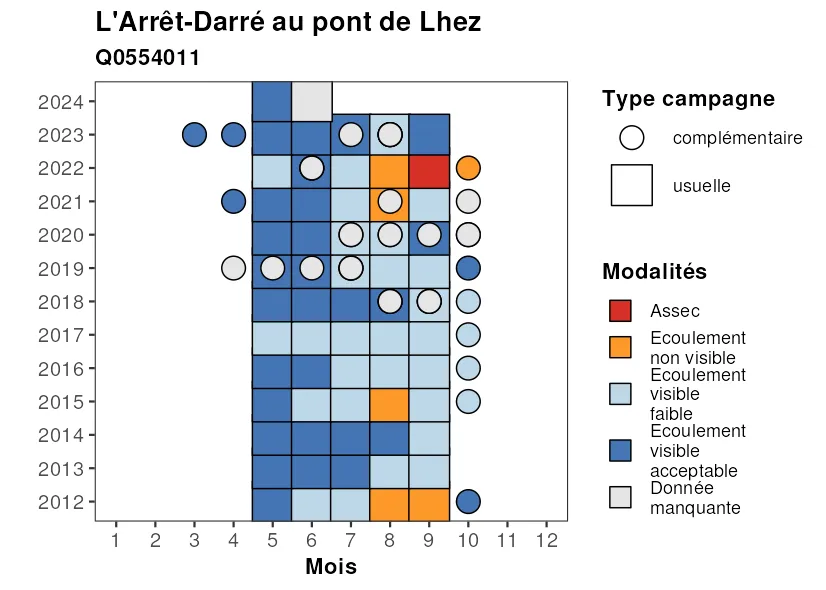 L'Arrêt-Darré au pont de Lhez
Q0554011
2024
2023
2022
2021
2020
2019
2018
2017
2016
2015
2014
2013
2012
1 2 3 4 5 6 7 8 9 10 11 12
Mois
Type campagne
complémentaire
usuelle
Modalités
Assec
Ecoulement
non visible
Ecoulement
visible
faible
Ecoulement
visible
acceptable
Donnée
manquante